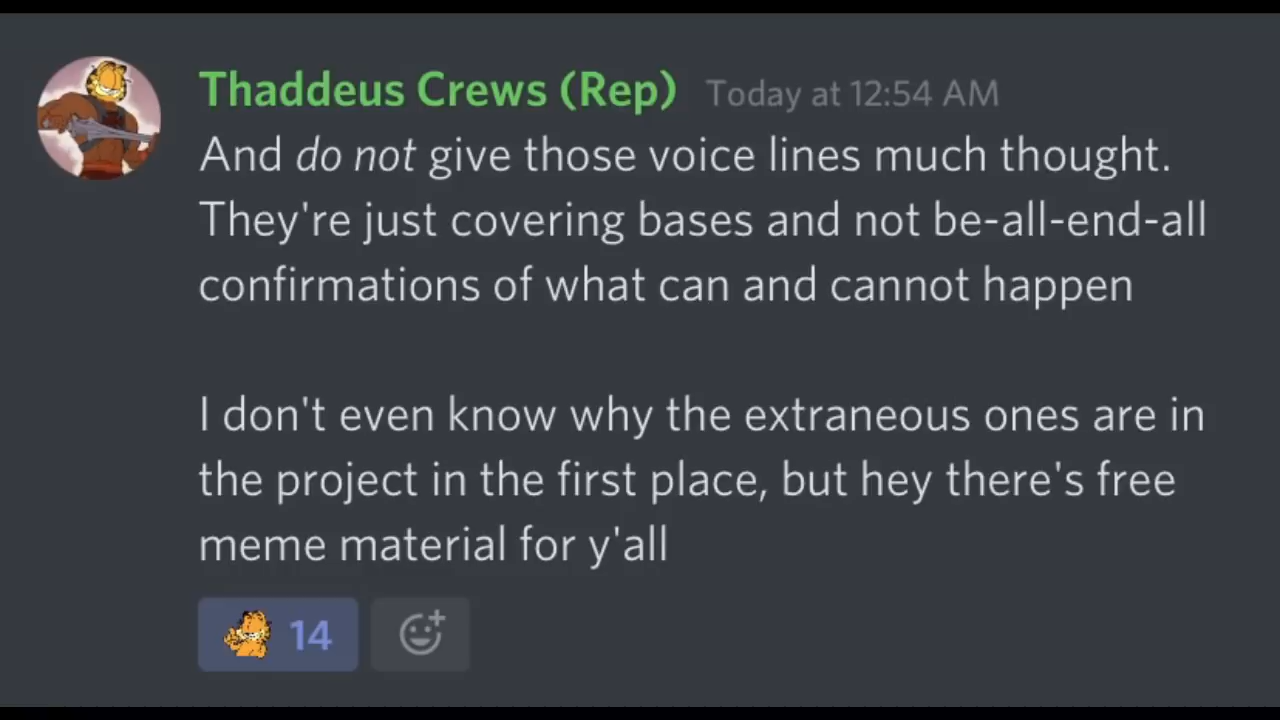 Thaddeus Crews (Rep) Today at 12:54 AM
And do not give those voice lines much thought.
They're just covering bases and not be-all-end-all
confirmations of what can and cannot happen
I don't even know why the extraneous ones are in
the project in the first place, but hey there's free
meme material for y'all
14